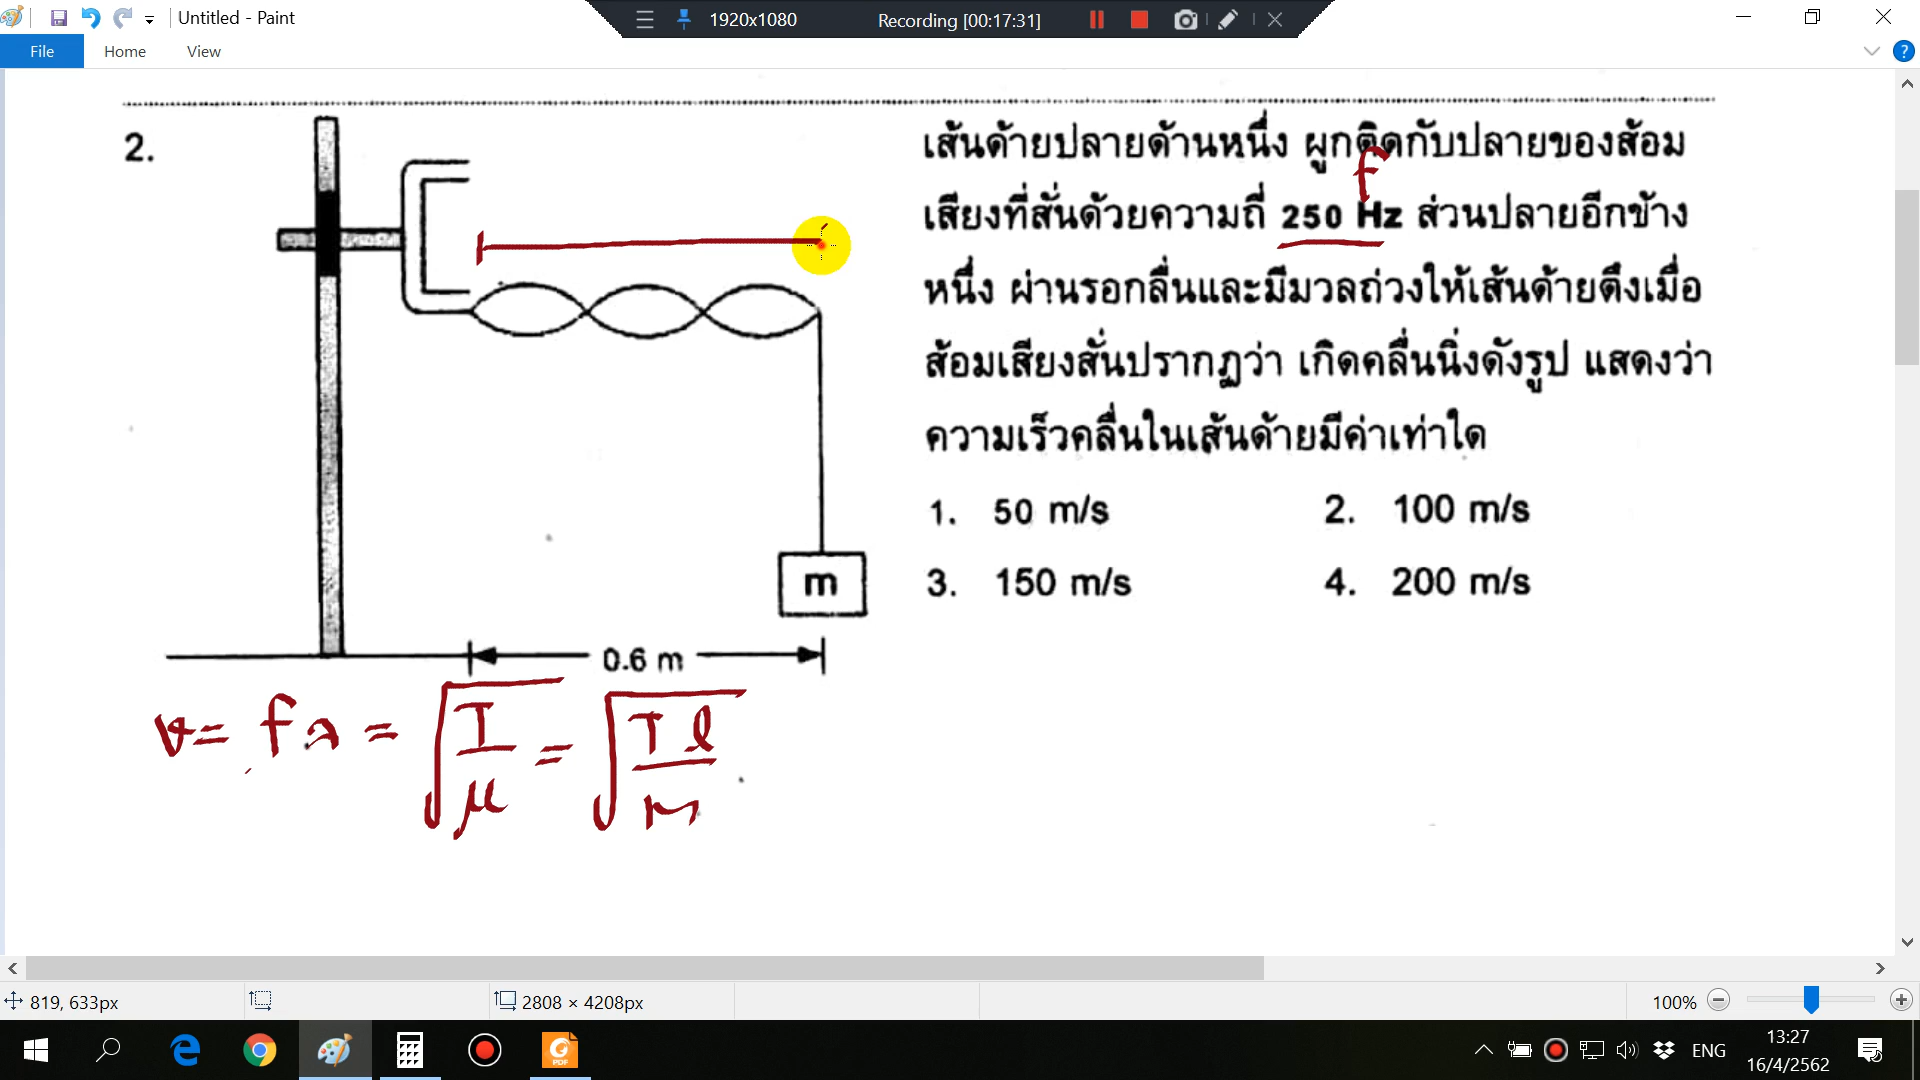 Untitled - Paint
1920x1080
Recording [00:17:31]
File
Home
View
2.
เส้นด้ายปลายด้านหนึ่ง ผูกติดกับปลายของส้อม
f
เสียงที่สั่นด้วยความถี่ 250 Hz ส่วนปลายอีกข้าง
หนึ่ง ผ่านรอกลื่นและมีมวลถ่วงให้เส้นด้ายตึงเมื่อ
ส้อมเสียงสั่นปรากฏว่า เกิดคลื่นนิ่งดังรูป แสดงว่า
ความเร็วคลื่นในเส้นด้ายมีค่าเท่าใด
1. 50 m/s
2. 100 m/s
3. 150 m/s
4. 200 m/s
m
0.6 m
v = fλ = √(T/μ) = √(Tl/m)
819, 633px
2808 × 4208px
100%
PDF
ENG
13:27
16/4/2562